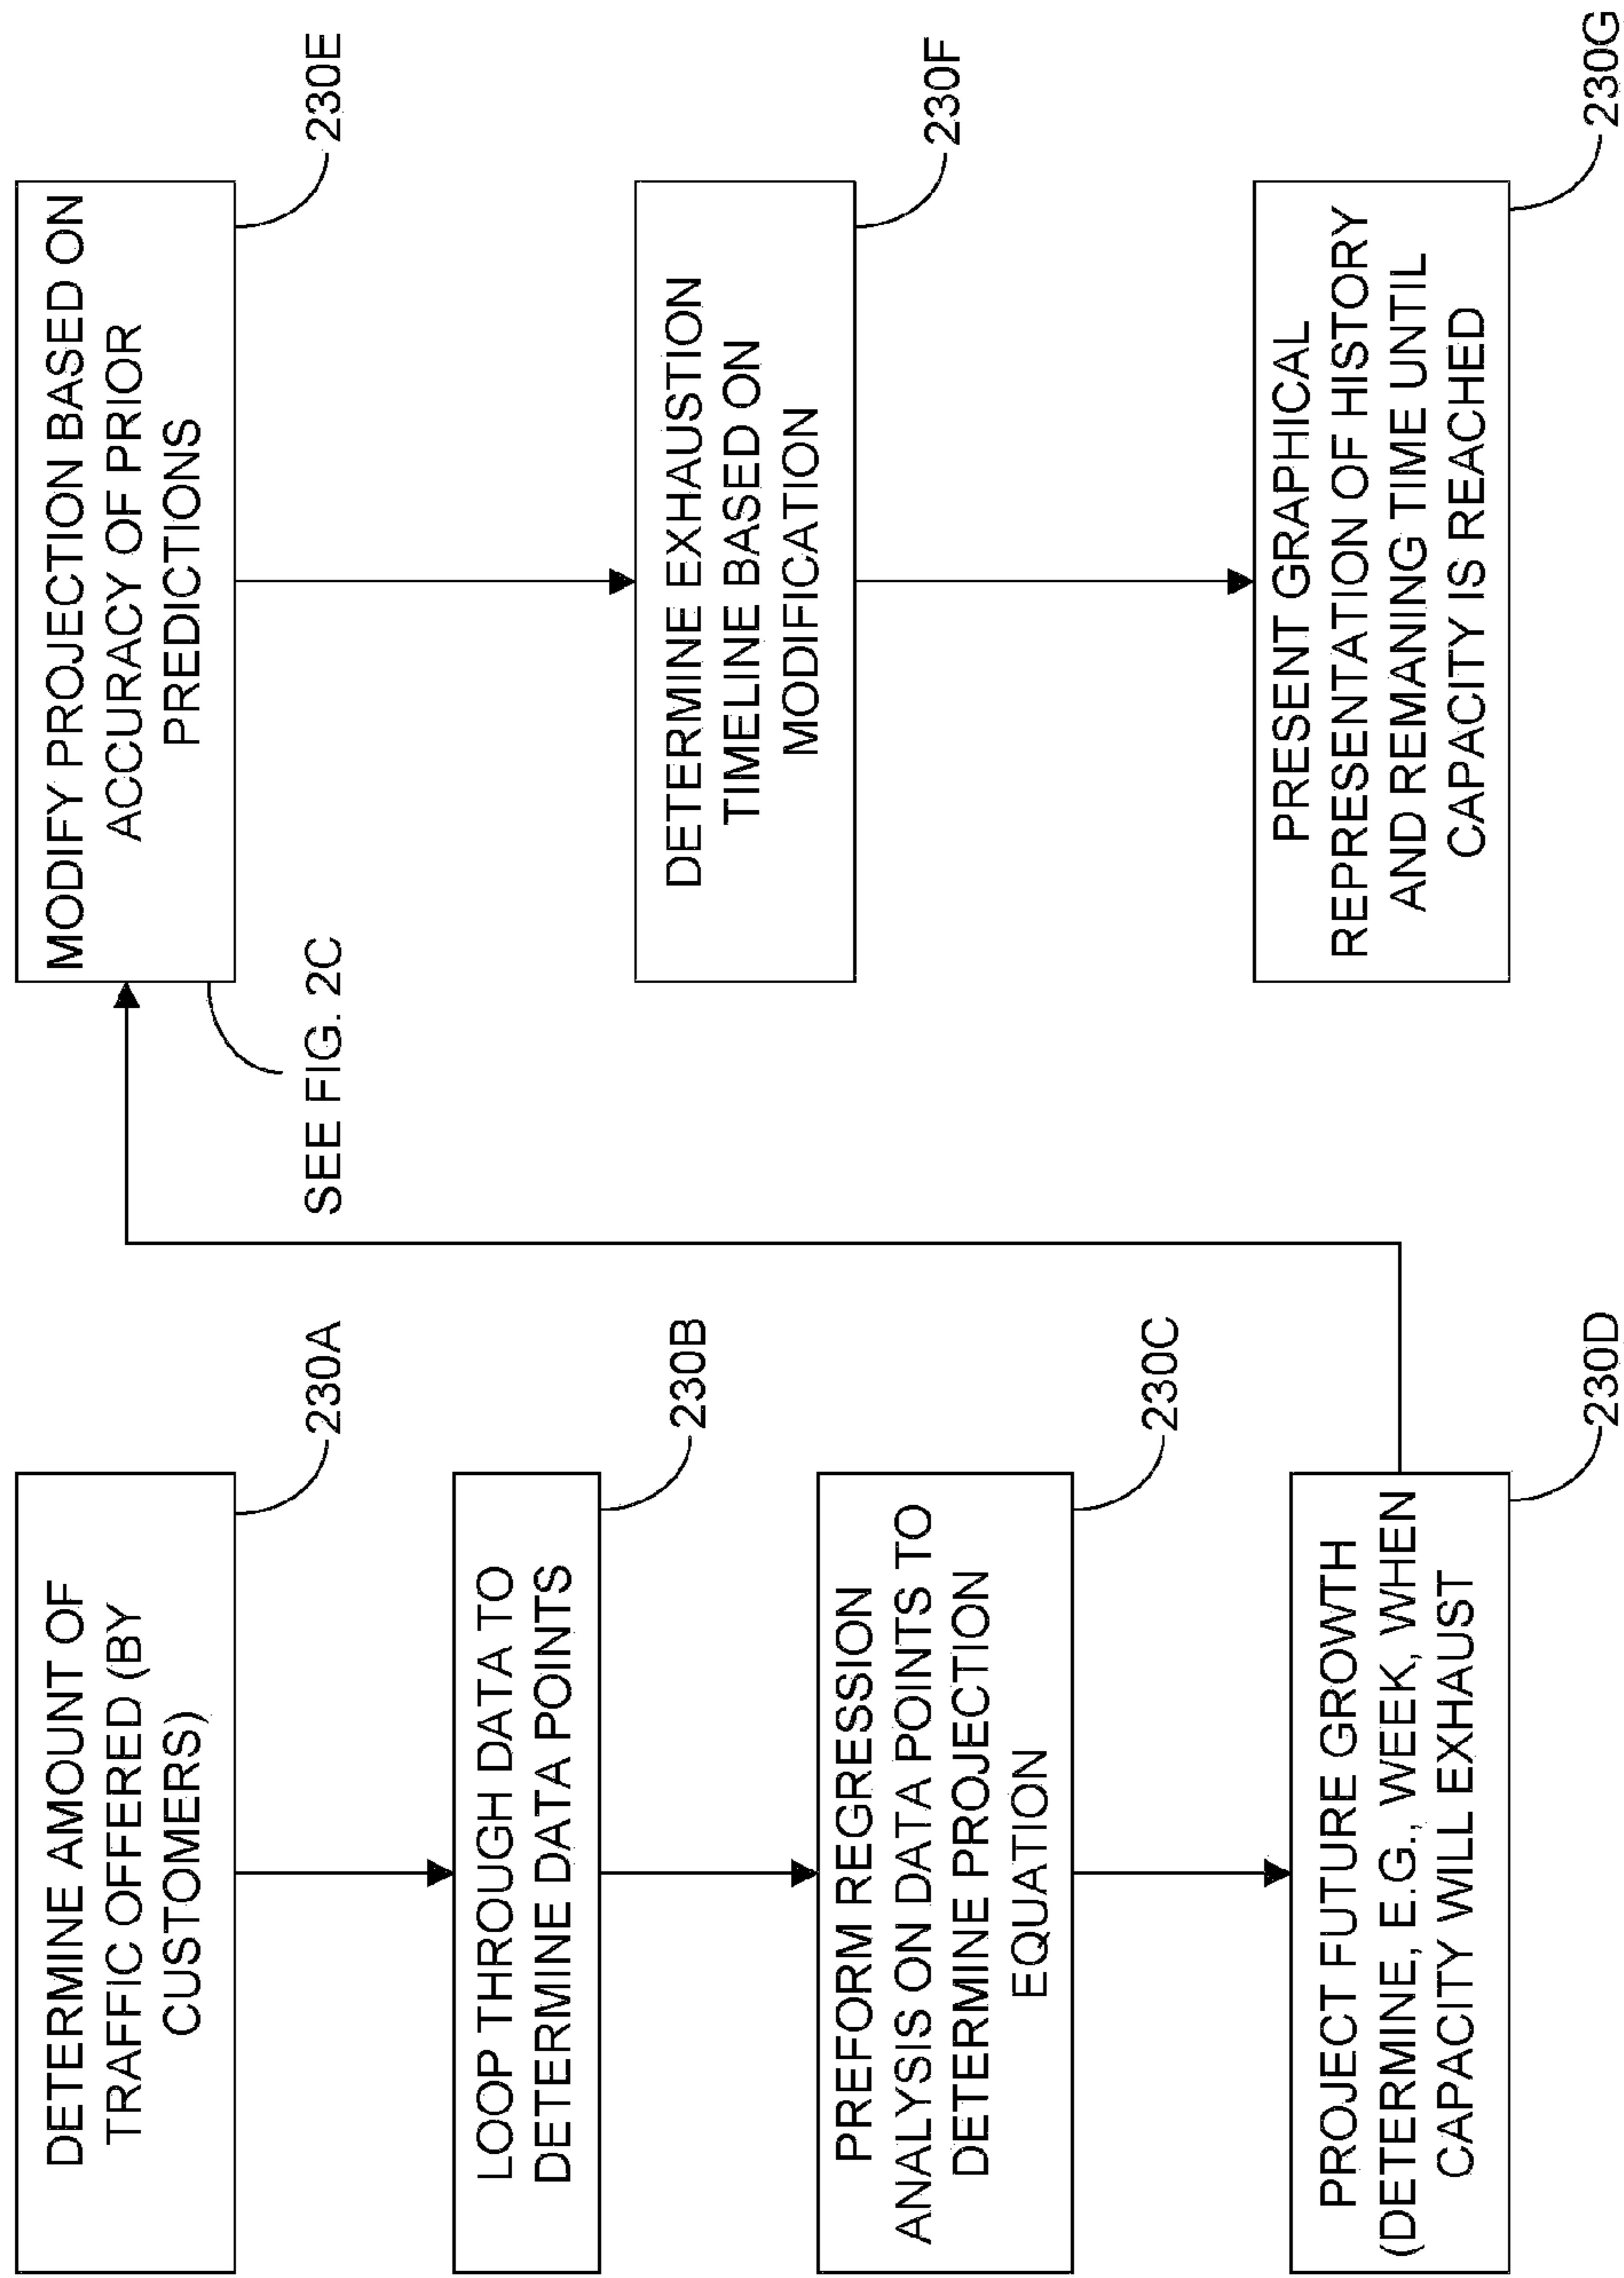 DETERMINE AMOUNT OF
TRAFFIC OFFERED (BY
CUSTOMERS)
230A
LOOP THROUGH DATA TO
DETERMINE DATA POINTS
230B
PREFORM REGRESSION
ANALYSIS ON DATA POINTS TO
DETERMINE PROJECTION
EQUATION
230C
PROJECT FUTURE GROWTH
(DETERMINE, E.G., WEEK, WHEN
CAPACITY WILL EXHAUST
230D
MODIFY PROJECTION BASED ON
ACCURACY OF PRIOR
PREDICTIONS
230E
SEE FIG. 2C
DETERMINE EXHAUSTION
TIMELINE BASED ON
MODIFICATION
230F
PRESENT GRAPHICAL
REPRESENTATION OF HISTORY
AND REMANING TIME UNTIL
CAPACITY IS REACHED
230G